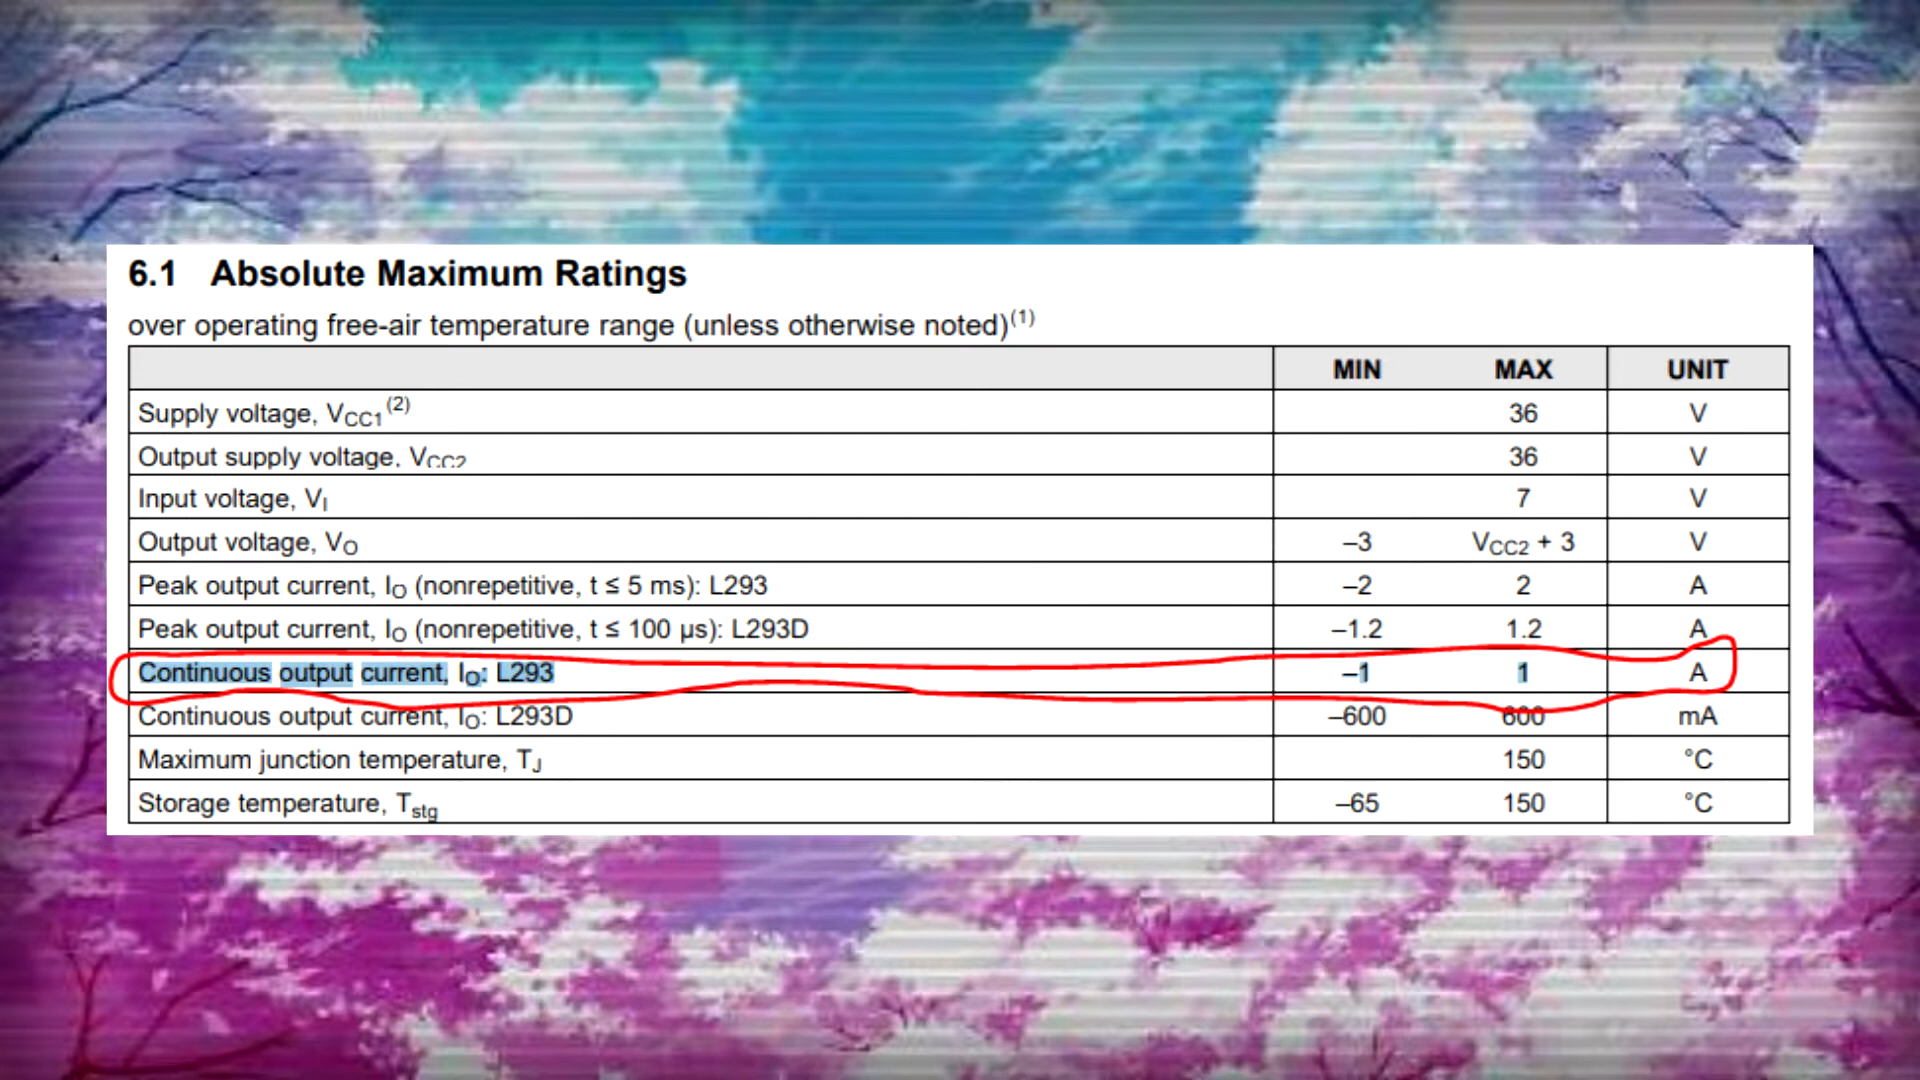 6.1 Absolute Maximum Ratings
over operating free-air temperature range (unless otherwise noted)(1)
MIN MAX UNIT
Supply voltage, VCC1(2) 36 V
Output supply voltage, VCC2 36 V
Input voltage, VI 7 V
Output voltage, VO –3 VCC2 + 3 V
Peak output current, IO (nonrepetitive, t ≤ 5 ms): L293 –2 2 A
Peak output current, IO (nonrepetitive, t ≤ 100 µs): L293D –1.2 1.2 A
Continuous output current, IO: L293 –1 1 A
Continuous output current, IO: L293D –600 600 mA
Maximum junction temperature, TJ 150 °C
Storage temperature, Tstg –65 150 °C